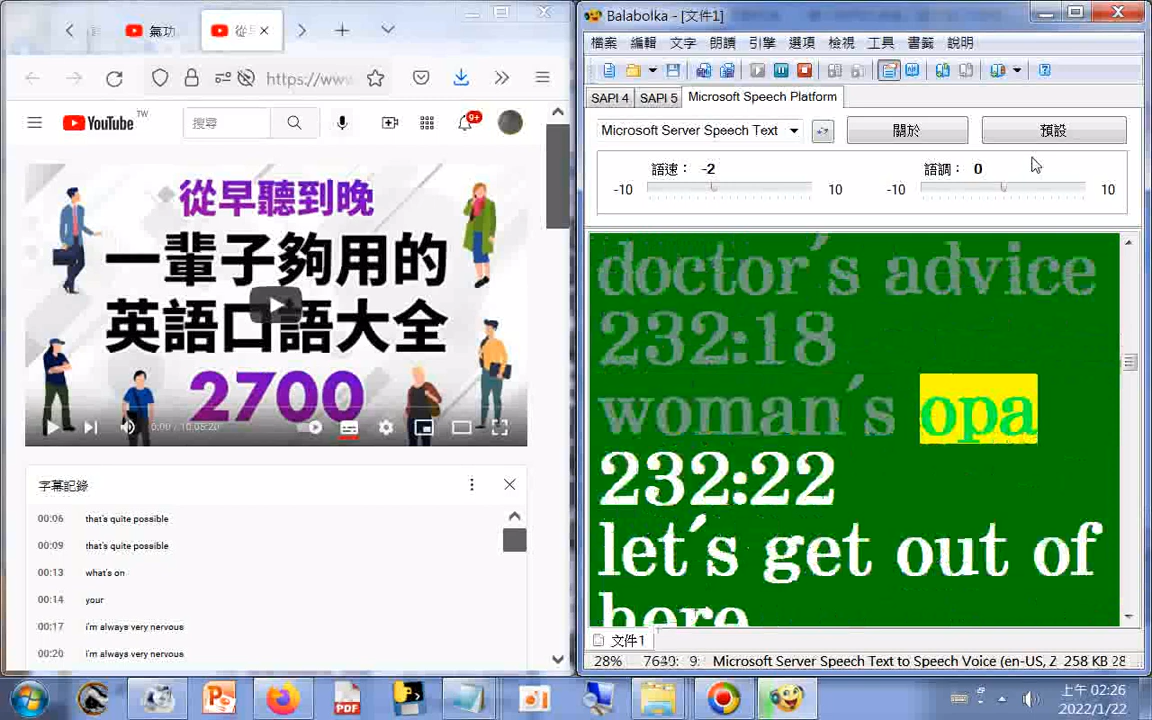 氣功
從早
https://www
YouTube TW
搜尋
9+
從早聽到晚
一輩子夠用的
英語口語大全
2700
0:00 / 10:05:20
字幕記錄
00:06 that's quite possible
00:09 that's quite possible
00:13 what's on
00:14 your
00:17 i'm always very nervous
00:20 i'm always very nervous
Balabolka - [文件1]
檔案 編輯 文字 朗讀 引擎 選項 檢視 工具 書籤 說明
SAPI 4 SAPI 5 Microsoft Speech Platform
Microsoft Server Speech Text
關於 預設
語速： -2 語調： 0
-10 10 -10 10
doctor´s advice
232:18
woman´s opa
232:22
let´s get out of
here
文件1
28% 7640: 9: Microsoft Server Speech Text to Speech Voice (en-US, Z 258 KB 28
PDF
上午 02:26
2022/1/22